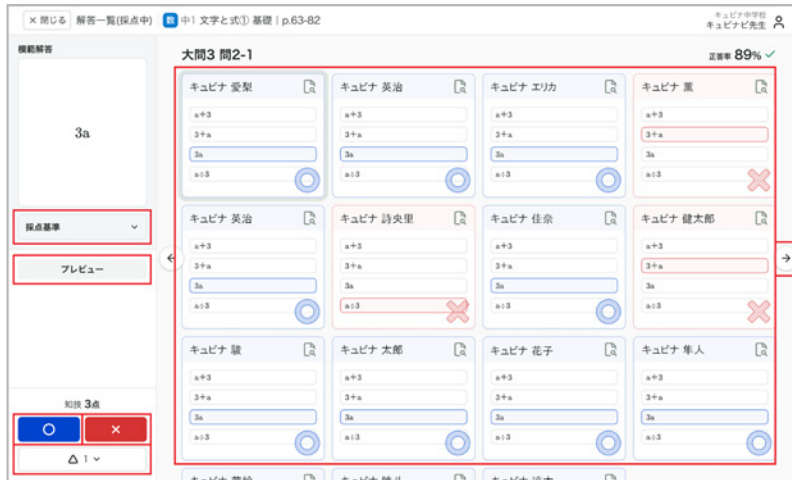 × 閉じる 解答一覧(採点中) 数 中1 文字と式① 基礎 | p.63-82
キュビナ中学校
キュビナビ先生
模範解答
3a
採点基準
プレビュー
知技 3点
○ ×
△ 1
大問3 問2-1
正答率 89%
キュビナ 愛梨
a+3
3+a
3a
a÷3
キュビナ 英治
a+3
3+a
3a
a÷3
キュビナ エリカ
a+3
3+a
3a
a÷3
キュビナ 薫
a+3
3+a
3a
a÷3
キュビナ 英治
a+3
3+a
3a
a÷3
キュビナ 詩央里
a+3
3+a
3a
a÷3
キュビナ 佳奈
a+3
3+a
3a
a÷3
キュビナ 健太郎
a+3
3+a
3a
a÷3
キュビナ 駿
a+3
3+a
3a
a÷3
キュビナ 太郎
a+3
3+a
3a
a÷3
キュビナ 花子
a+3
3+a
3a
a÷3
キュビナ 隼人
a+3
3+a
3a
a÷3